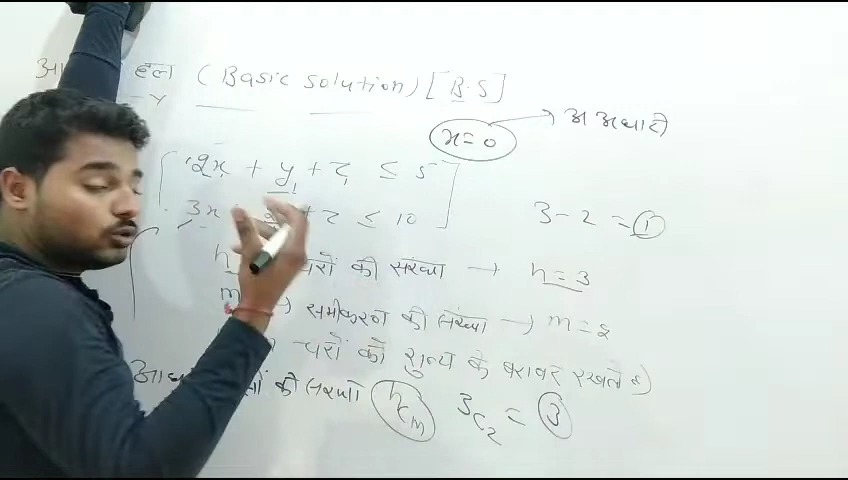 हल (Basic solution) [B.S]
x = 0 → अआधारी
2x + y + z ≤ 5
3x + z ≤ 10
3 - 2 = 1
चरों की संख्या → n = 3
m → समीकरण की संख्या → m = 2
चरों को शून्य के बराबर रखते
की संख्या nCm 3C2 = 3